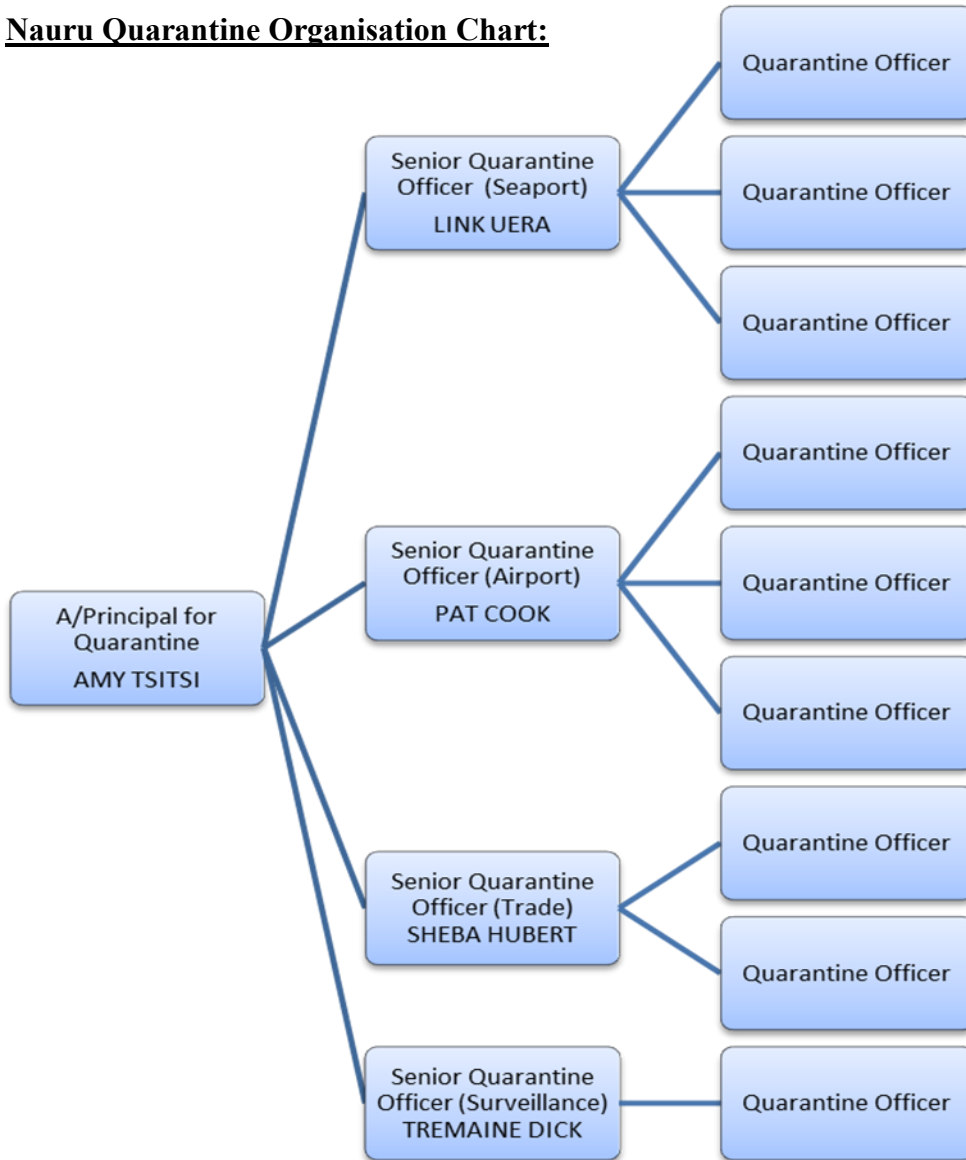 Nauru Quarantine Organisation Chart:
A/Principal for
Quarantine
AMY TSITSI
Senior Quarantine
Officer (Seaport)
LINK UERA
Quarantine Officer
Quarantine Officer
Quarantine Officer
Senior Quarantine
Officer (Airport)
PAT COOK
Quarantine Officer
Quarantine Officer
Quarantine Officer
Senior Quarantine
Officer (Trade)
SHEBA HUBERT
Quarantine Officer
Quarantine Officer
Senior Quarantine
Officer (Surveillance)
TREMAINE DICK
Quarantine Officer